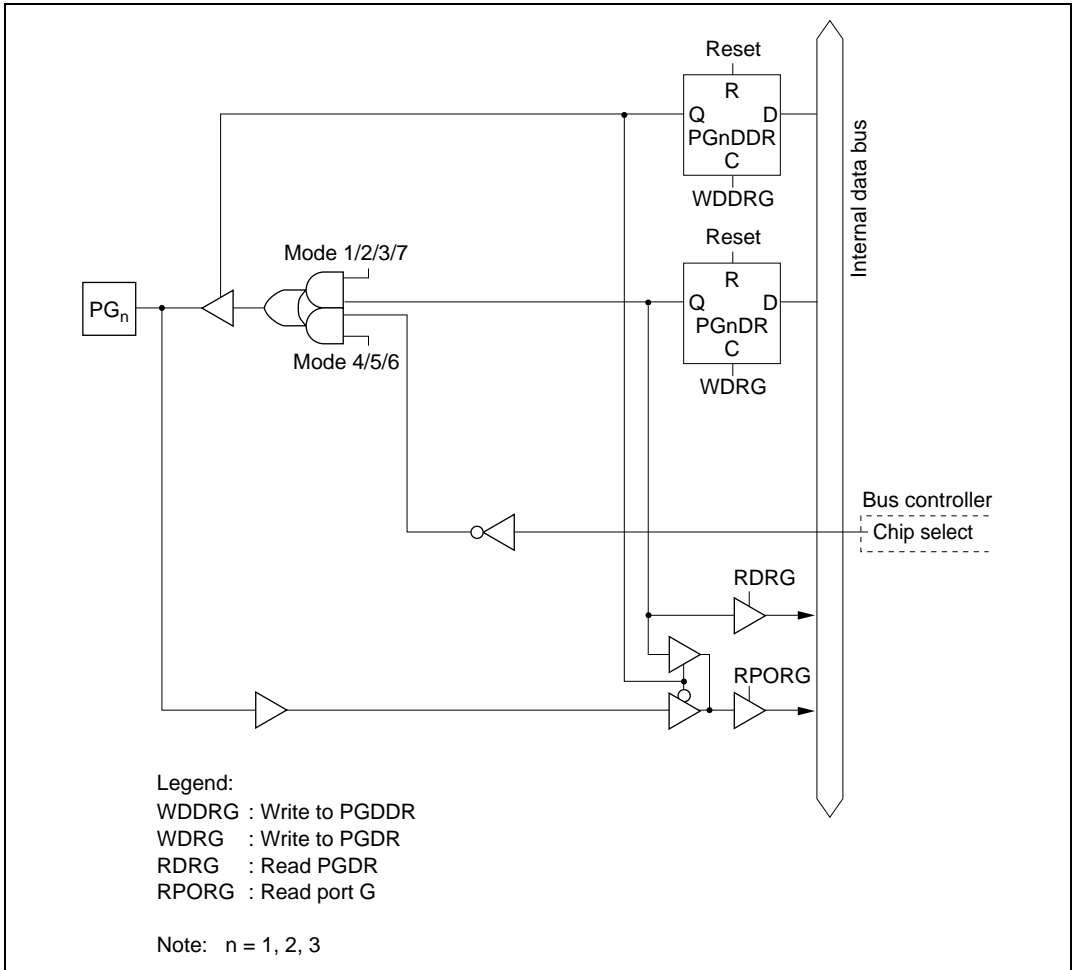 Reset
R
Q D
PGnDDR
C
WDDRG
Internal data bus
Reset
R
Q D
PGnDR
C
WDRG
Mode 1/2/3/7
PGn
Mode 4/5/6
Bus controller
Chip select
RDRG
RPORG
Legend:
WDDRG : Write to PGDDR
WDRG : Write to PGDR
RDRG : Read PGDR
RPORG : Read port G
Note: n = 1, 2, 3